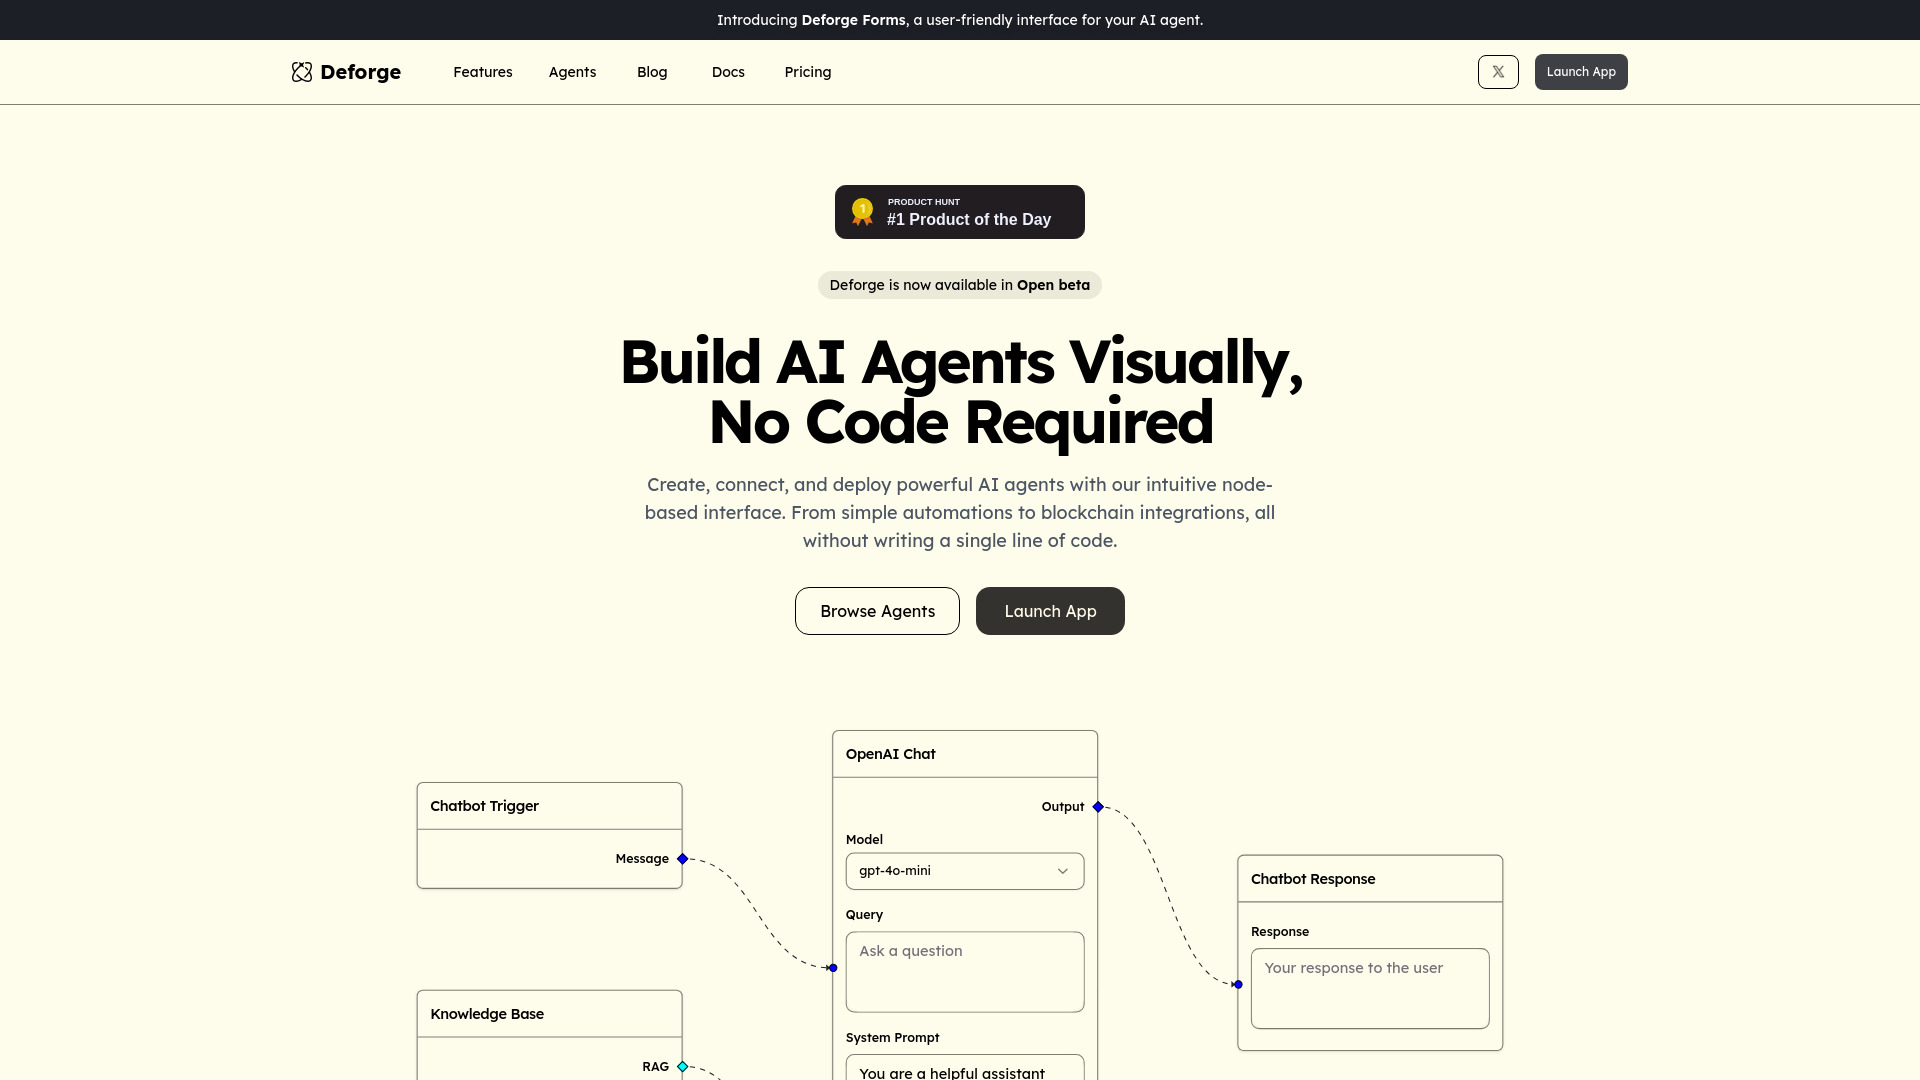 Introducing Deforge Forms, a user-friendly interface for your AI agent.
Deforge
Features
Agents
Blog
Docs
Pricing
Launch App
PRODUCT HUNT
#1 Product of the Day
1
Deforge is now available in Open beta
Build AI Agents Visually,
No Code Required
Create, connect, and deploy powerful AI agents with our intuitive node-
based interface. From simple automations to blockchain integrations, all
without writing a single line of code.
Browse Agents
Launch App
Chatbot Trigger
Message
Knowledge Base
RAG
OpenAI Chat
Output
Model
gpt-4o-mini
Query
Ask a question
System Prompt
You are a helpful assistant
Chatbot Response
Response
Your response to the user